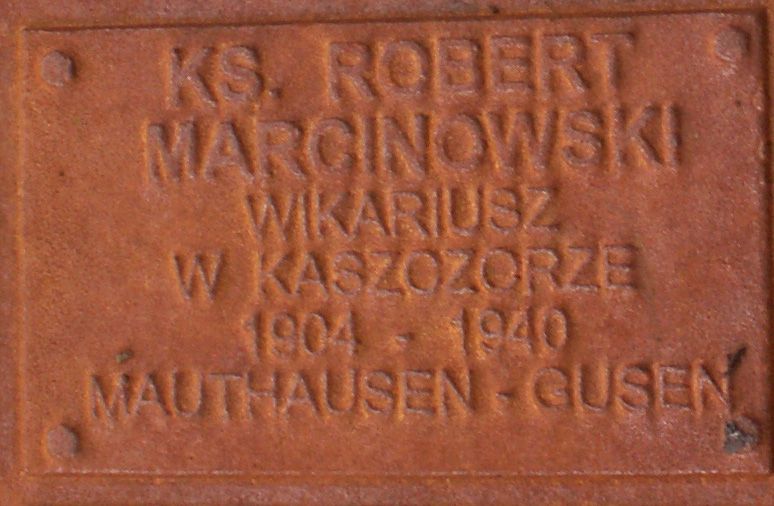 KS. ROBERT
MARCINOWSKI
WIKARIUSZ
W KASZCZORZE
1904 - 1940
MAUTHAUSEN - GUSEN